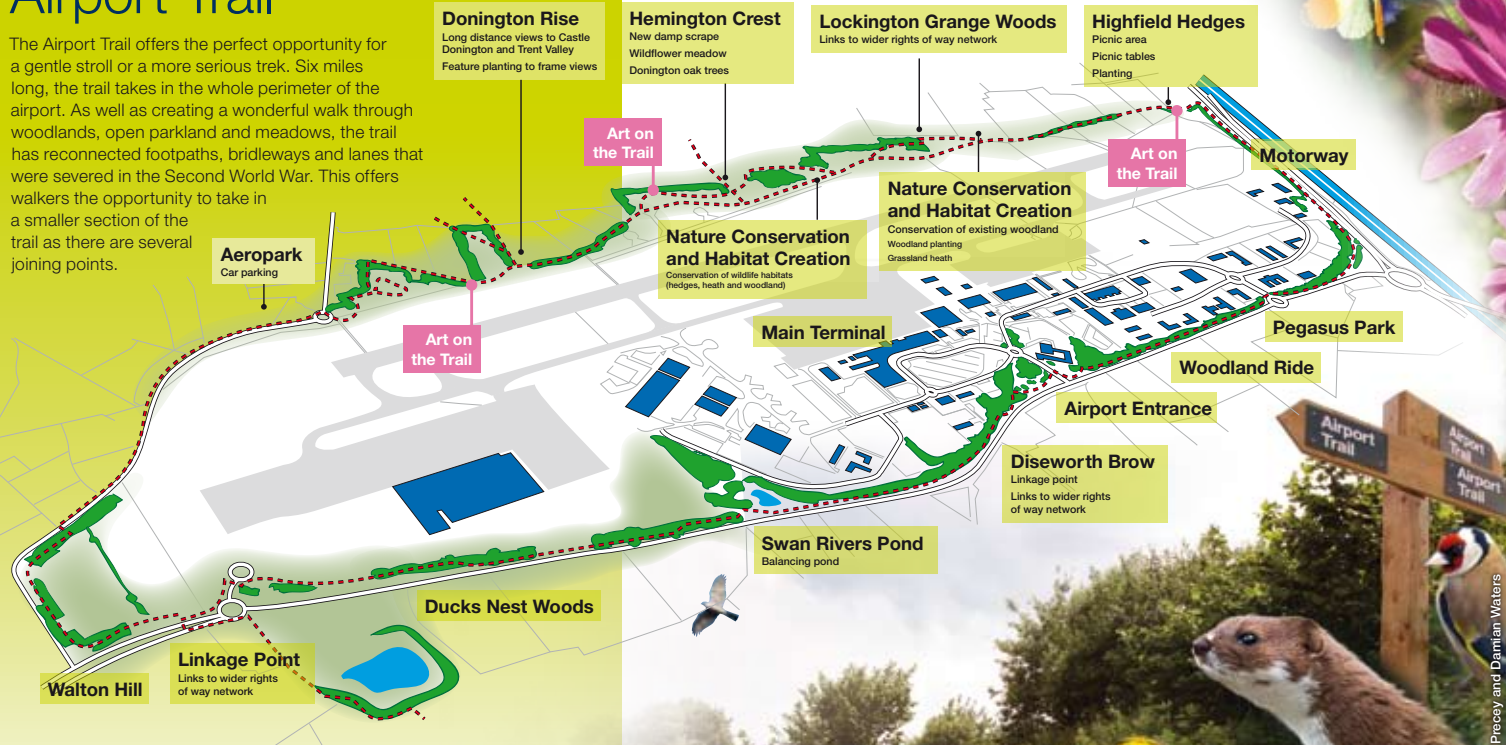 Airport Trail
The Airport Trail offers the perfect opportunity for
a gentle stroll or a more serious trek. Six miles
long, the trail takes in the whole perimeter of the
airport. As well as creating a wonderful walk through
woodlands, open parkland and meadows, the trail
has reconnected footpaths, bridleways and lanes that
were severed in the Second World War. This offers
walkers the opportunity to take in
a smaller section of the
trail as there are several
joining points.
Donington Rise
Long distance views to Castle
Donington and Trent Valley
Feature planting to frame views
Hemington Crest
New damp scrape
Wildflower meadow
Donington oak trees
Lockington Grange Woods
Links to wider rights of way network
Highfield Hedges
Picnic area
Picnic tables
Planting
Art on
the Trail
Art on
the Trail
Motorway
Nature Conservation
and Habitat Creation
Conservation of existing woodland
Woodland planting
Grassland heath
Nature Conservation
and Habitat Creation
Conservation of wildlife habitats
(hedges, heath and woodland)
Aeropark
Car parking
Art on
the Trail
Main Terminal
Pegasus Park
Woodland Ride
Airport Entrance
Diseworth Brow
Linkage point
Links to wider rights
of way network
Swan Rivers Pond
Balancing pond
Ducks Nest Woods
Linkage Point
Links to wider rights
of way network
Walton Hill
Airport
Trail
Airport
Trail
Airport
Trail
Precey and Damian Waters